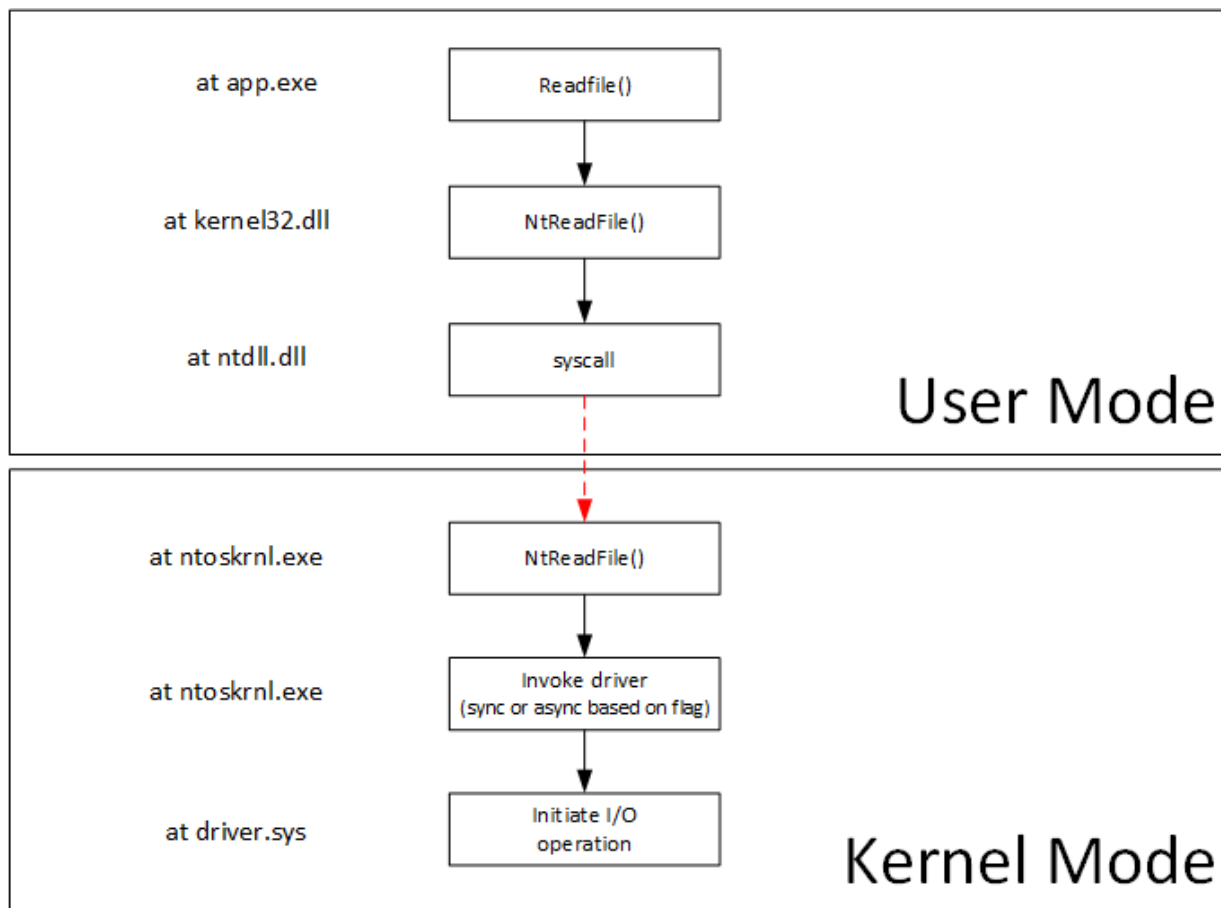 at app.exe
Readfile()
at kernel32.dll
NtReadFile()
at ntdll.dll
syscall
User Mode
at ntoskrnl.exe
NtReadFile()
at ntoskrnl.exe
Invoke driver
(sync or async based on flag)
at driver.sys
Initiate I/O
operation
Kernel Mode